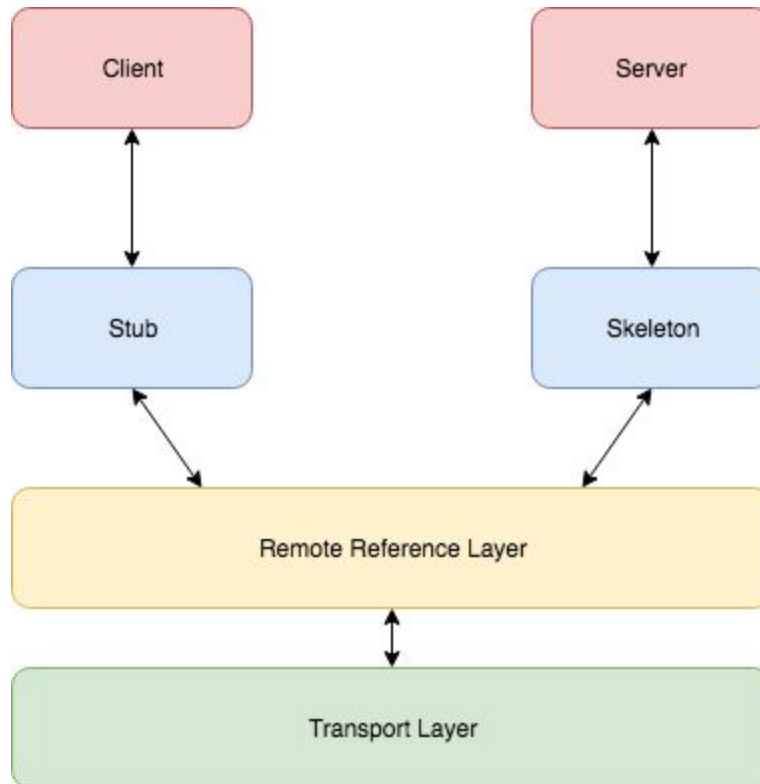 Client
Server
Stub
Skeleton
Remote Reference Layer
Transport Layer